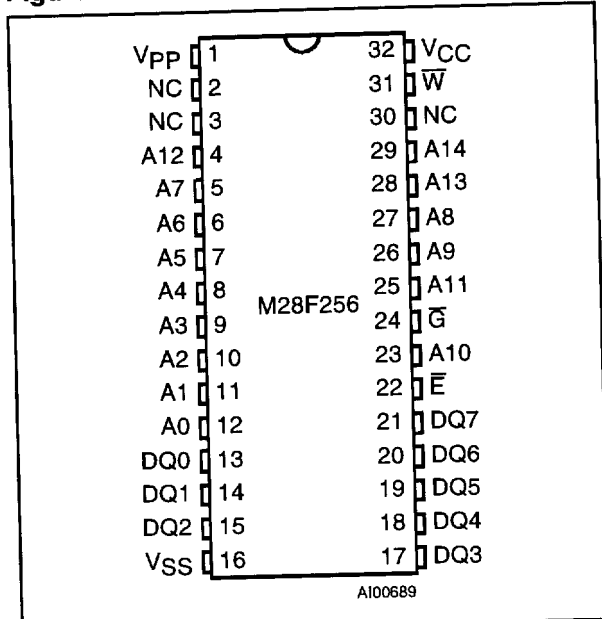 VPP 1 32 VCC
NC 2 31 W̅
NC 3 30 NC
A12 4 29 A14
A7 5 28 A13
A6 6 27 A8
A5 7 26 A9
A4 8 25 A11
M28F256
A3 9 24 G̅
A2 10 23 A10
A1 11 22 E̅
A0 12 21 DQ7
DQ0 13 20 DQ6
DQ1 14 19 DQ5
DQ2 15 18 DQ4
VSS 16 17 DQ3
AI00689